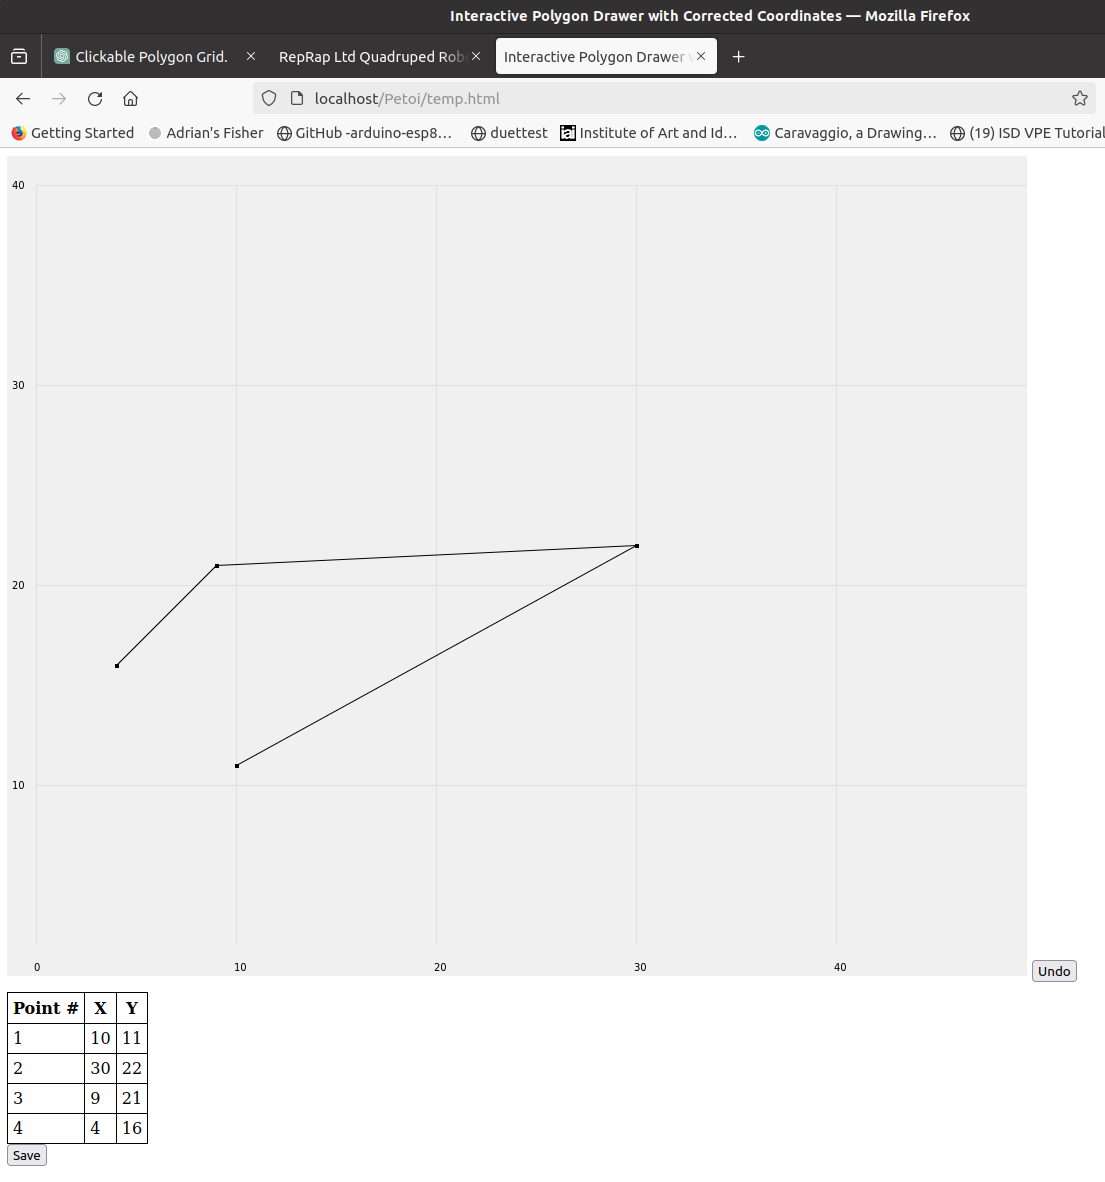 Interactive Polygon Drawer with Corrected Coordinates — Mozilla Firefox
Clickable Polygon Grid. RepRap Ltd Quadruped Rob Interactive Polygon Drawer
localhost/Petoi/temp.html
Getting Started Adrian's Fisher GitHub -arduino-esp8… duettest Institute of Art and Id… Caravaggio, a Drawing… (19) ISD VPE Tutorial
40
30
20
10
0 10 20 30 40
Undo
Point # X Y
1 10 11
2 30 22
3 9 21
4 4 16
Save